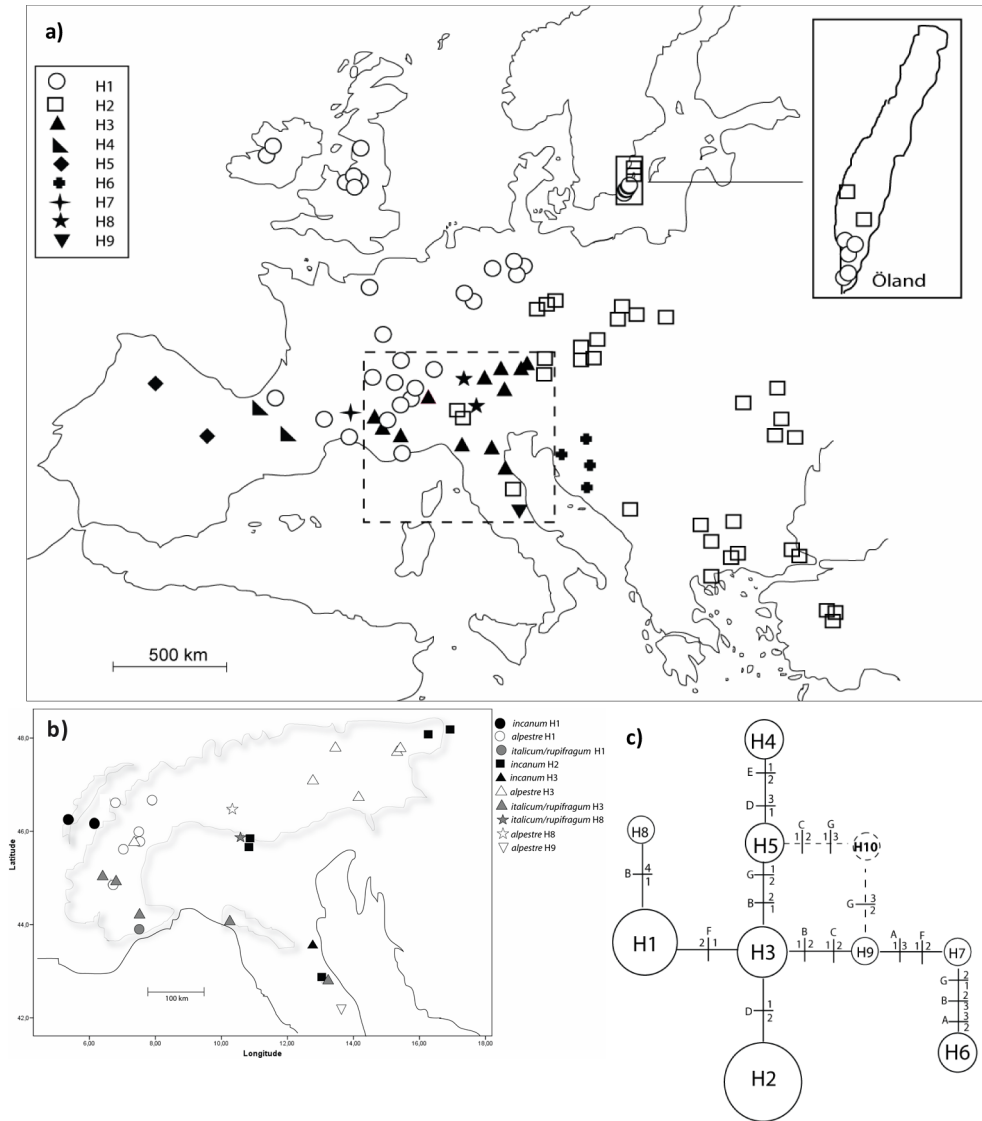 a)
H1
H2
H3
H4
H5
H6
H7
H8
H9
Öland
500 km
b)
48,0
46,0
44,0
42,0
Latitude
6,00 8,00 10,00 12,00 14,00 16,00 18,00
Longitude
100 km
incanum H1
alpestre H1
italicum/rupifragum H1
incanum H2
incanum H3
alpestre H3
italicum/rupifragum H3
italicum/rupifragum H8
alpestre H8
alpestre H9
c)
H4
E 1 2
D 3 1
H5
C 1 2
G 1 3
H10
G 1 2
B 2 1
G 3 2
H8
B 4 1
H1
F 2 1
H3
B 1 2
C 1 2
H9
A 1 3
F 1 2
H7
D 1 2
G 2 1
B 2 3
A 3 2
H2
H6